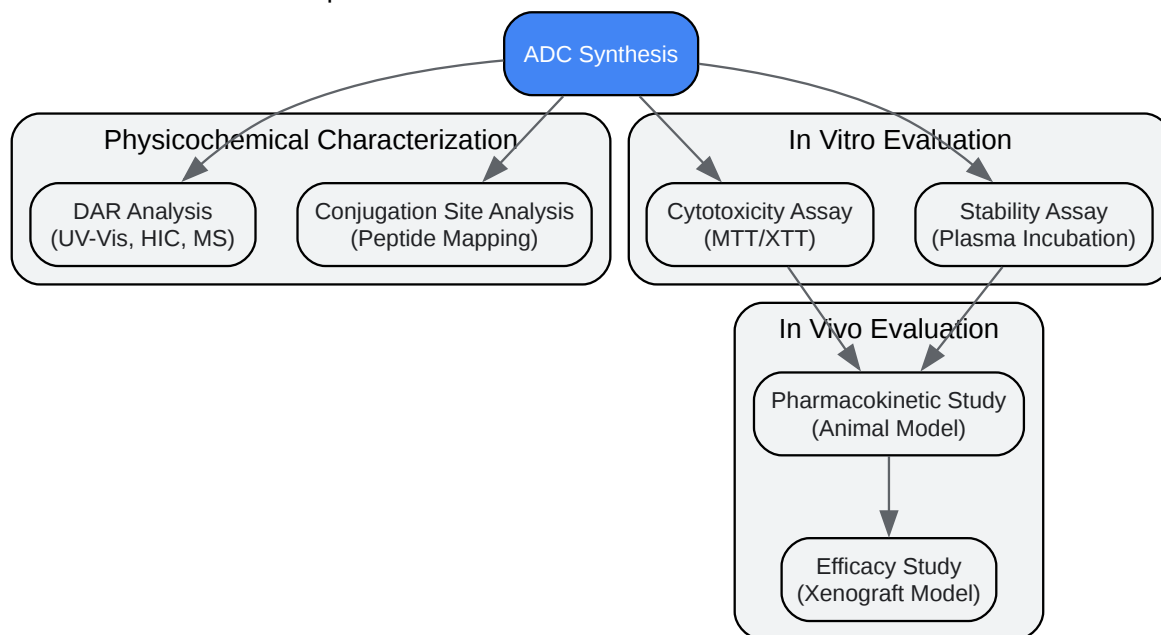 ADC Synthesis
Physicochemical Characterization
In Vitro Evaluation
DAR Analysis
(UV-Vis, HIC, MS)
Conjugation Site Analysis
(Peptide Mapping)
Cytotoxicity Assay
(MTT/XTT)
Stability Assay
(Plasma Incubation)
In Vivo Evaluation
Pharmacokinetic Study
(Animal Model)
Efficacy Study
(Xenograft Model)